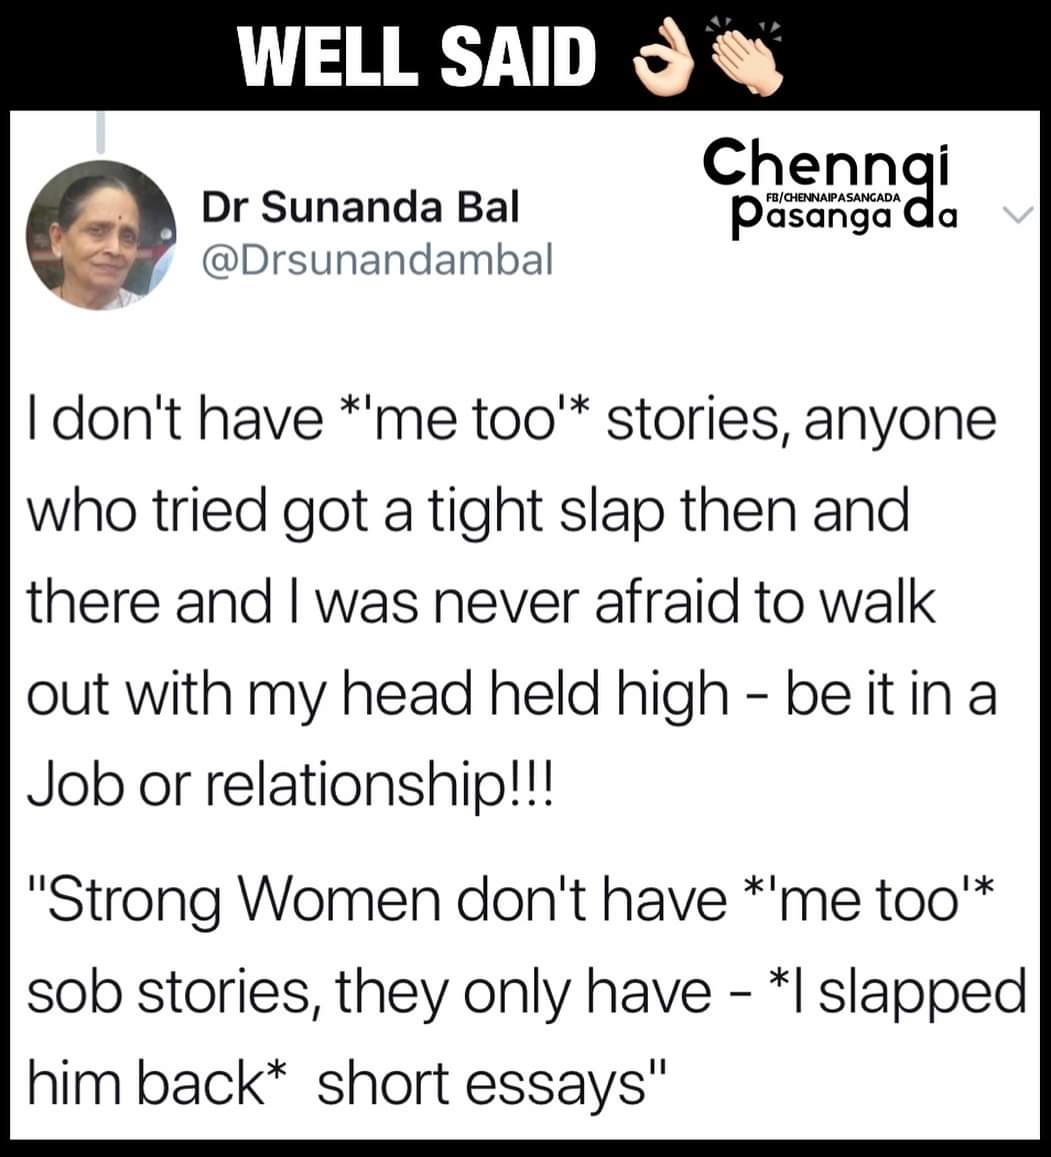 WELL SAID 👌🏻👏🏻
Dr Sunanda Bal
@Drsunandambal
Chennai
FB/CHENNAIPASANGADA
Pasanga da
I don't have *'me too'* stories, anyone
who tried got a tight slap then and
there and I was never afraid to walk
out with my head held high - be it in a
Job or relationship!!!
"Strong Women don't have *'me too'*
sob stories, they only have - *I slapped
him back*  short essays"